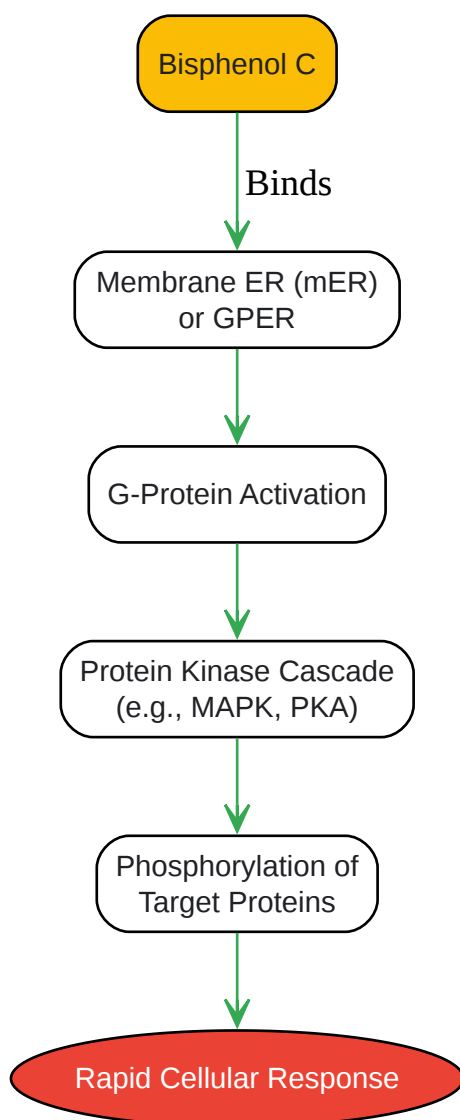 Bisphenol C
Binds
Membrane ER (mER)
or GPER
G-Protein Activation
Protein Kinase Cascade
(e.g., MAPK, PKA)
Phosphorylation of
Target Proteins
Rapid Cellular Response